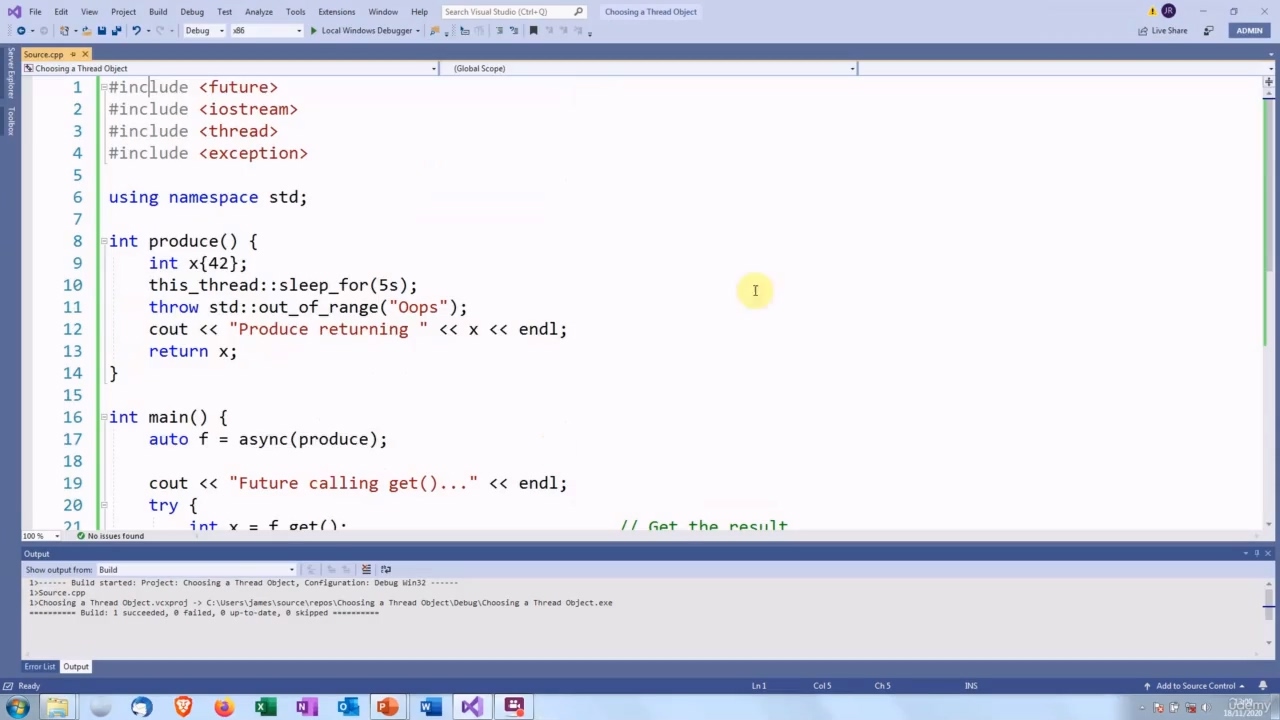 File Edit View Project Build Debug Test Analyze Tools Extensions Window Help Search Visual Studio (Ctrl+Q) Choosing a Thread Object JR
Debug x86 Local Windows Debugger Live Share ADMIN
Source.cpp
Choosing a Thread Object (Global Scope)
Server Explorer
Toolbox
1 #include <future>
2 #include <iostream>
3 #include <thread>
4 #include <exception>
5
6 using namespace std;
7
8 int produce() {
9 int x{42};
10 this_thread::sleep_for(5s);
11 throw std::out_of_range("Oops");
12 cout << "Produce returning " << x << endl;
13 return x;
14 }
15
16 int main() {
17 auto f = async(produce);
18
19 cout << "Future calling get()..." << endl;
20 try {
21 int x = f.get(); // Get the result
100 % No issues found
Output
Show output from: Build
1>------ Build started: Project: Choosing a Thread Object, Configuration: Debug Win32 ------
1>Source.cpp
1>Choosing a Thread Object.vcxproj -> C:\Users\james\source\repos\Choosing a Thread Object\Debug\Choosing a Thread Object.exe
========== Build: 1 succeeded, 0 failed, 0 up-to-date, 0 skipped ==========
Error List Output
Ready Ln 1 Col 5 Ch 5 INS Add to Source Control
Udemy
18/11/2020